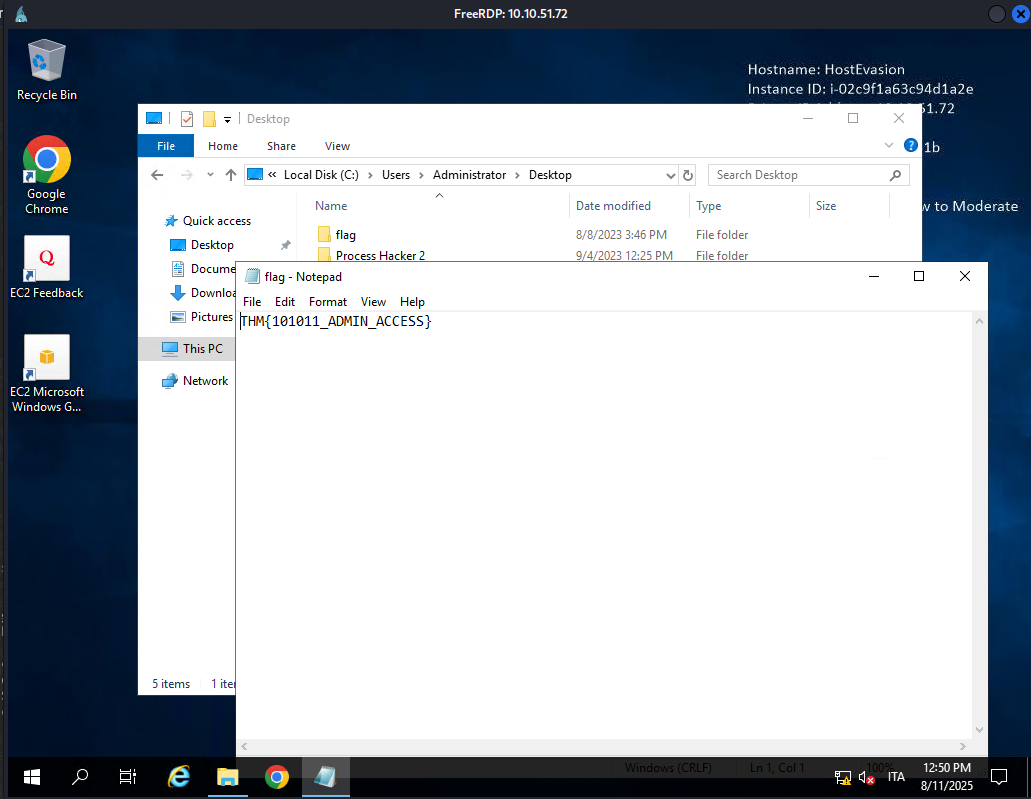 FreeRDP: 10.10.51.72
Recycle Bin
Google
Chrome
EC2 Feedback
EC2 Microsoft
Windows G...
Hostname: HostEvasion
Instance ID: i-02c9f1a63c94d1a2e
51.72
1b
to Moderate
Desktop
File Home Share View
« Local Disk (C:) > Users > Administrator > Desktop
Search Desktop
Name Date modified Type Size
Quick access
Desktop
Docume
Downloa
Pictures
This PC
Network
flag 8/8/2023 3:46 PM File folder
Process Hacker 2 9/4/2023 12:25 PM File folder
5 items 1 iter
flag - Notepad
File Edit Format View Help
THM{101011_ADMIN_ACCESS}
Windows (CRLF) Ln 1, Col 1 100%
ITA
12:50 PM
8/11/2025